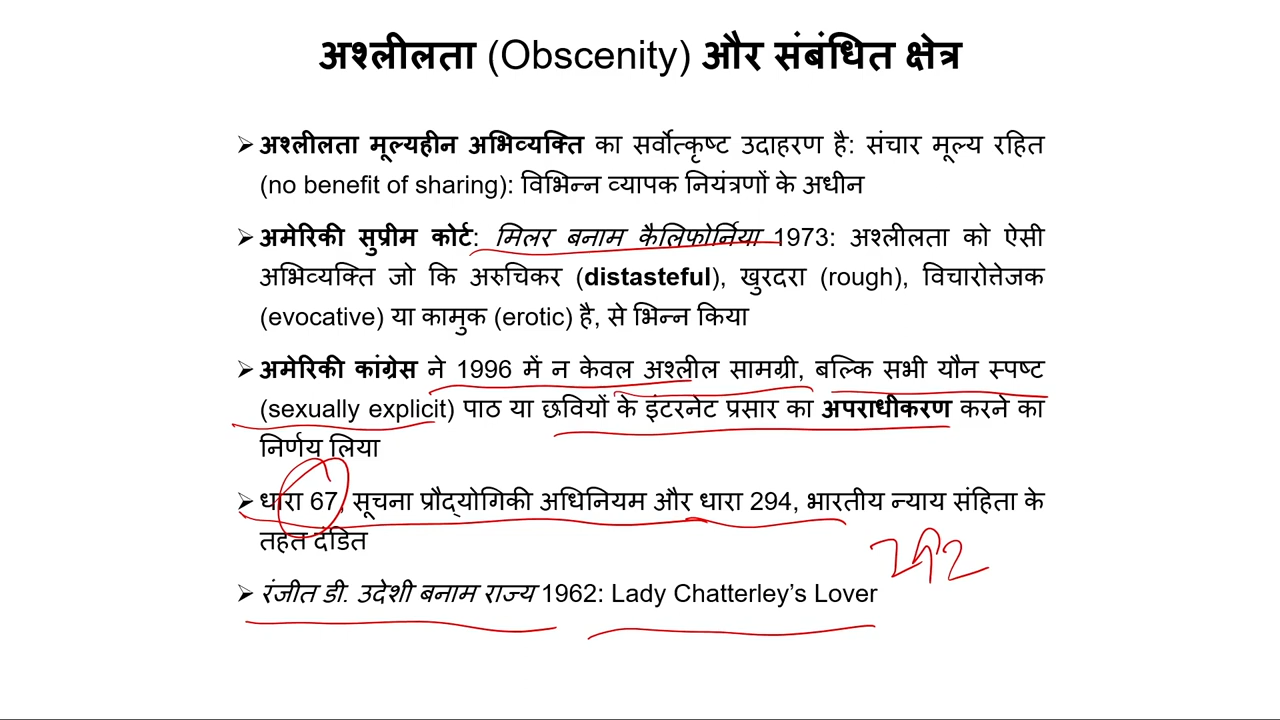 अश्लीलता (Obscenity) और संबंधित क्षेत्र
➢ अश्लीलता मूल्यहीन अभिव्यक्ति का सर्वोत्कृष्ट उदाहरण है: संचार मूल्य रहित
(no benefit of sharing): विभिन्न व्यापक नियंत्रणों के अधीन
➢ अमेरिकी सुप्रीम कोर्ट: मिलर बनाम कैलिफोर्निया 1973: अश्लीलता को ऐसी
अभिव्यक्ति जो कि अरुचिकर (distasteful), खुरदरा (rough), विचारोत्तेजक
(evocative) या कामुक (erotic) है, से भिन्न किया
➢ अमेरिकी कांग्रेस ने 1996 में न केवल अश्लील सामग्री, बल्कि सभी यौन स्पष्ट
(sexually explicit) पाठ या छवियों के इंटरनेट प्रसार का अपराधीकरण करने का
निर्णय लिया
➢ धारा 67, सूचना प्रौद्योगिकी अधिनियम और धारा 294, भारतीय न्याय संहिता के
तहत दंडित
➢ रंजीत डी. उदेशी बनाम राज्य 1962: Lady Chatterley’s Lover